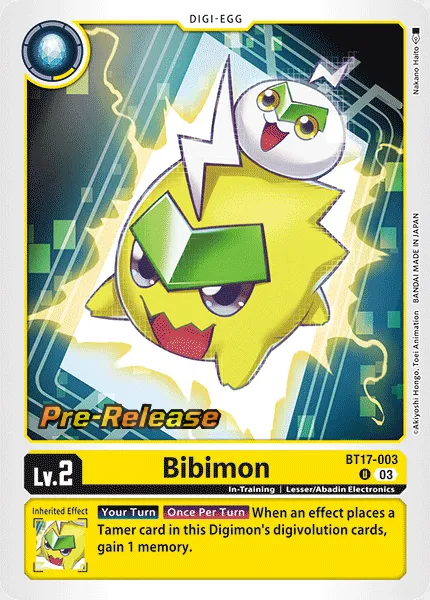 DIGI-EGG
Nakano Haito
©Akiyoshi Hongo, Toei Animation BANDAI MADE IN JAPAN
Pre-Release
BT17-003
Lv.2
Bibimon
U 03
In-Training | Lesser/Abadin Electronics
Inherited Effect
Your Turn Once Per Turn When an effect places a
Tamer card in this Digimon's digivolution cards,
gain 1 memory.